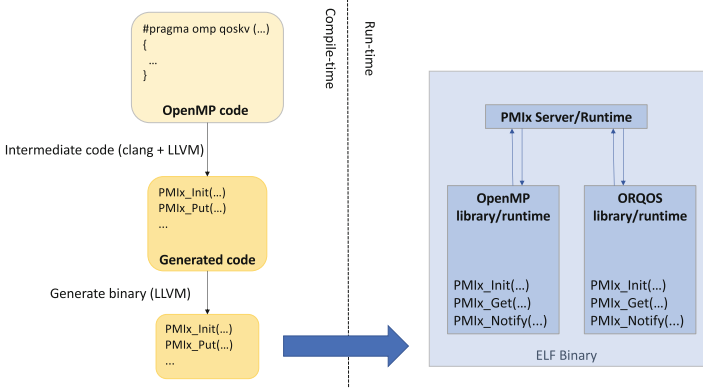 #pragma omp qoskv (…)
{
…
}
OpenMP code
Intermediate code (clang + LLVM)
PMIx_Init(…)
PMIx_Put(…)
...
Generated code
Generate binary (LLVM)
PMIx_Init(…)
PMIx_Put(…)
...
Compile-time
Run-time
PMIx Server/Runtime
OpenMP
library/runtime
PMIx_Init(…)
PMIx_Get(…)
PMIx_Notify(...)
ORQOS
library/runtime
PMIx_Init(…)
PMIx_Get(…)
PMIx_Notify(...)
ELF Binary